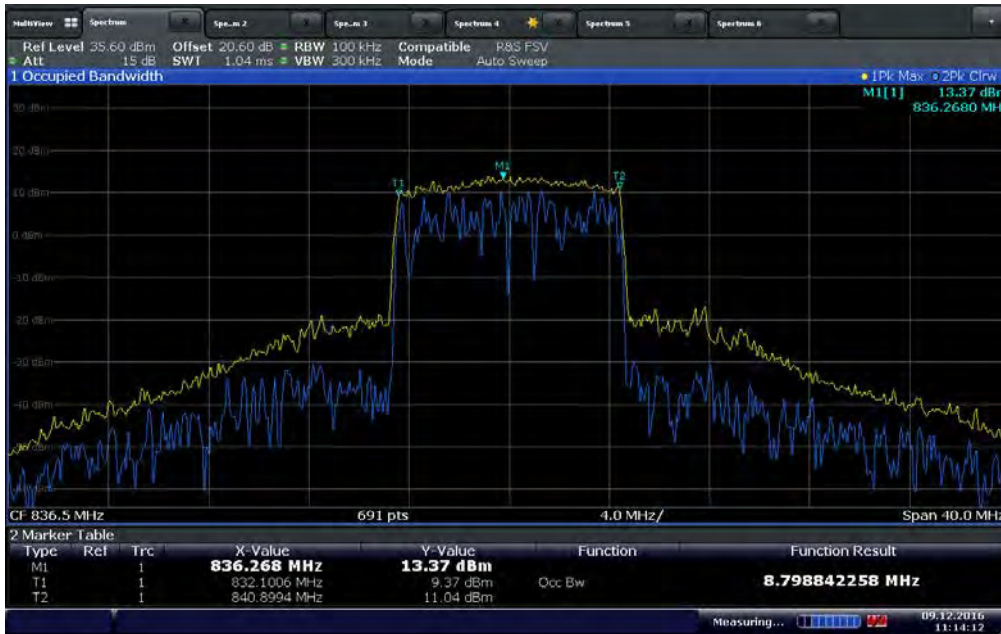 MultiView Spectrum Spe...m 2 Spe...m 3 Spectrum 4 Spectrum 5 Spectrum 6
Ref Level 35.60 dBm Offset 20.60 dB RBW 100 kHz Compatible R&S FSV
Att 15 dB SWT 1.04 ms VBW 300 kHz Mode Auto Sweep
1 Occupied Bandwidth 1Pk Max 2Pk Clrw
M1[1] 13.37 dBm
836.2680 MH
30 dBm
20 dBm
M1
T1 T2
10 dBm
0 dBm
-10 dBm
-20 dBm
-30 dBm
-40 dBm
CF 836.5 MHz 691 pts 4.0 MHz/ Span 40.0 MHz
2 Marker Table
Type Ref Trc X-Value Y-Value Function Function Result
M1 1 836.268 MHz 13.37 dBm
T1 1 832.1006 MHz 9.37 dBm Occ Bw 8.798842258 MHz
T2 1 840.8994 MHz 11.04 dBm
Measuring... 09.12.2016
11:14:12